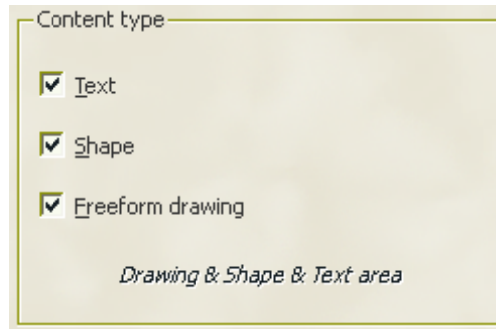 Content type
Text
Shape
Freeform drawing
Drawing & Shape & Text area